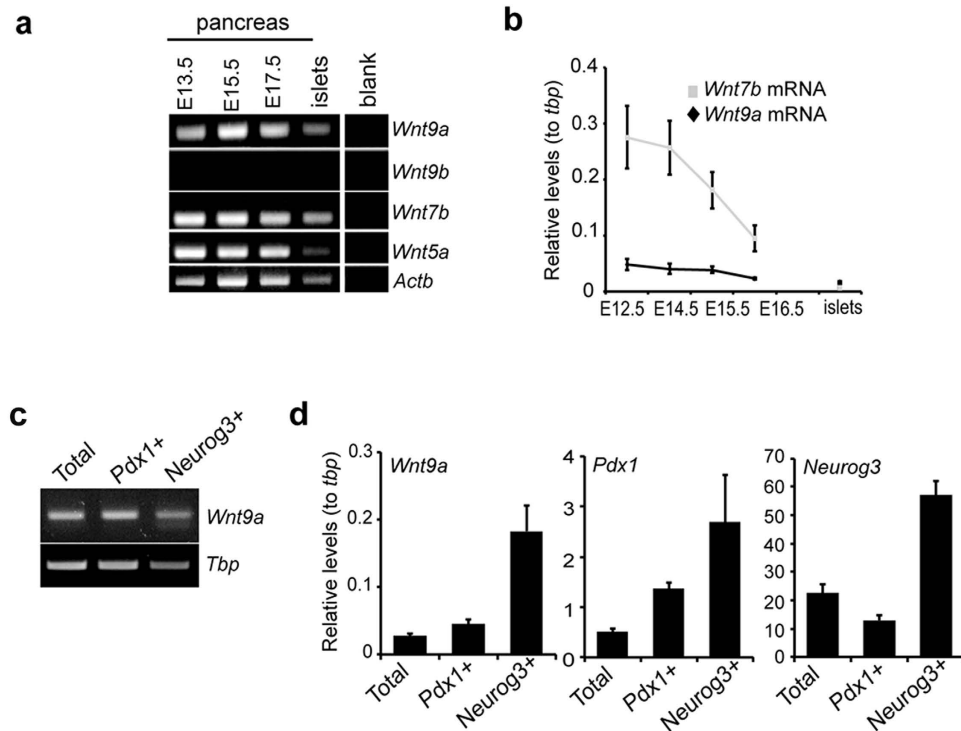 a
pancreas
E13.5 E15.5 E17.5 islets blank
Wnt9a
Wnt9b
Wnt7b
Wnt5a
Actb
b
Relative levels (to tbp)
0.4
0.3
0.2
0.1
0
Wnt7b mRNA
Wnt9a mRNA
E12.5 E14.5 E15.5 E16.5 islets
c
Total Pdx1+ Neurog3+
Wnt9a
Tbp
d
Relative levels (to tbp)
0.3
0.2
0.1
0
Wnt9a
Total Pdx1+ Neurog3+
4
3
2
1
0
Pdx1
Total Pdx1+ Neurog3+
70
60
50
40
30
20
10
0
Neurog3
Total Pdx1+ Neurog3+